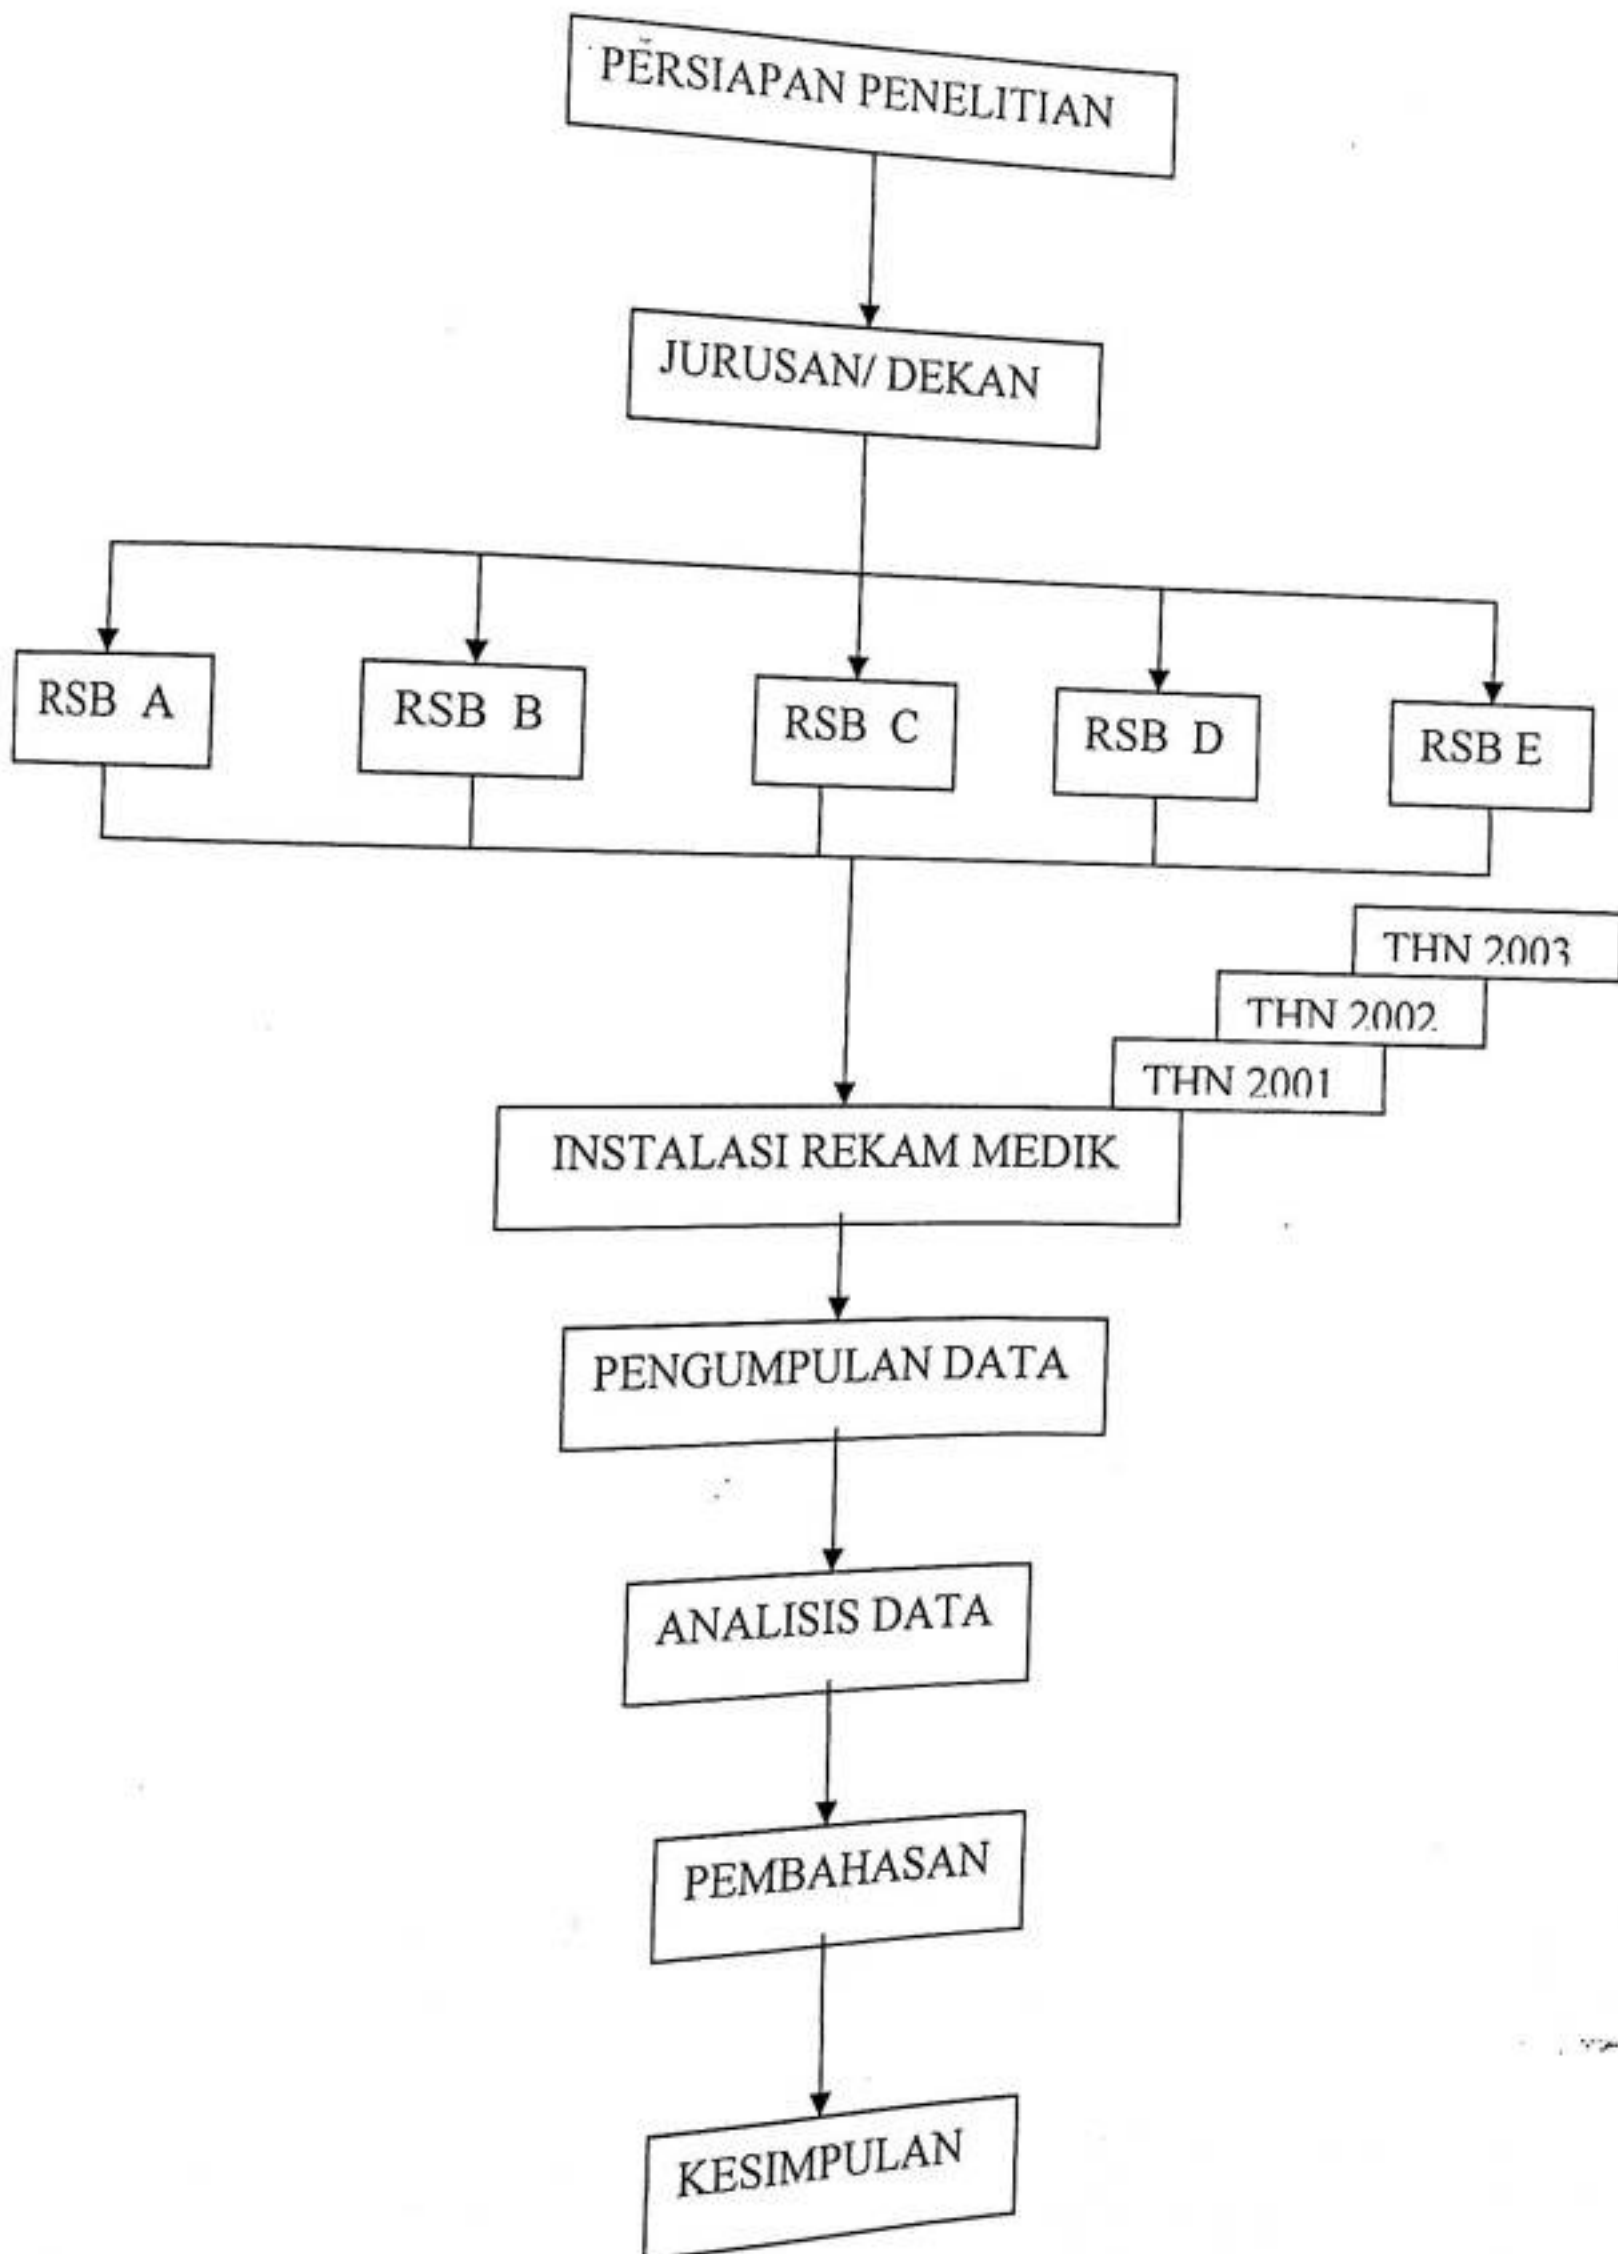 PERSIAPAN PENELITIAN
JURUSAN/ DEKAN
RSB A
RSB B
RSB C
RSB D
RSB E
THN 2003
THN 2002
THN 2001
INSTALASI REKAM MEDIK
PENGUMPULAN DATA
ANALISIS DATA
PEMBAHASAN
KESIMPULAN